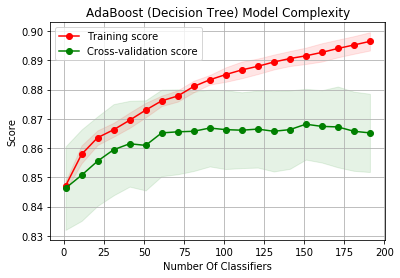 AdaBoost (Decision Tree) Model Complexity
Training score
Cross-validation score
Score
0.90
0.89
0.88
0.87
0.86
0.85
0.84
0.83
0 25 50 75 100 125 150 175 200
Number Of Classifiers